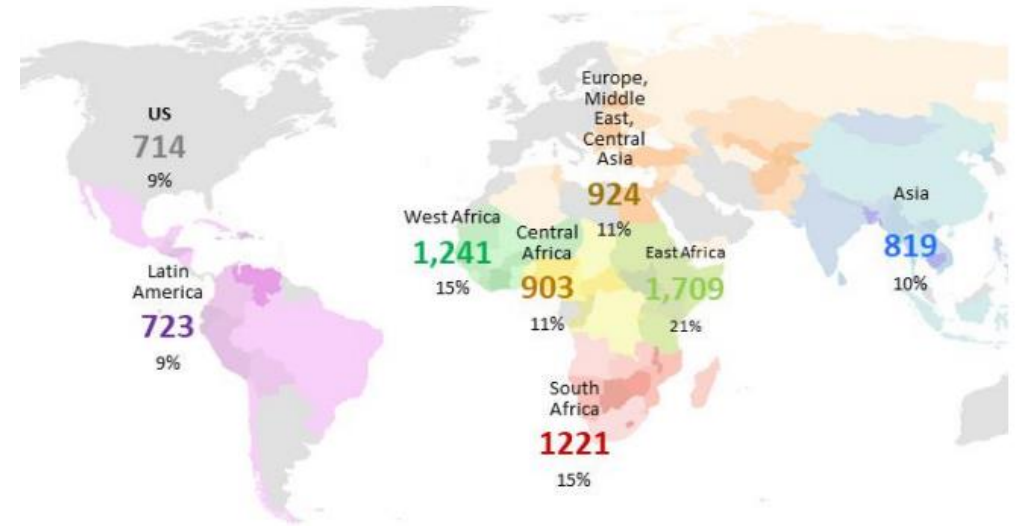 US
714
9%
Europe,
Middle
East,
Central
Asia
924
11%
West Africa
1,241
15%
Central
Africa
903
11%
East Africa
1,709
21%
Asia
819
10%
Latin
America
723
9%
South
Africa
1221
15%